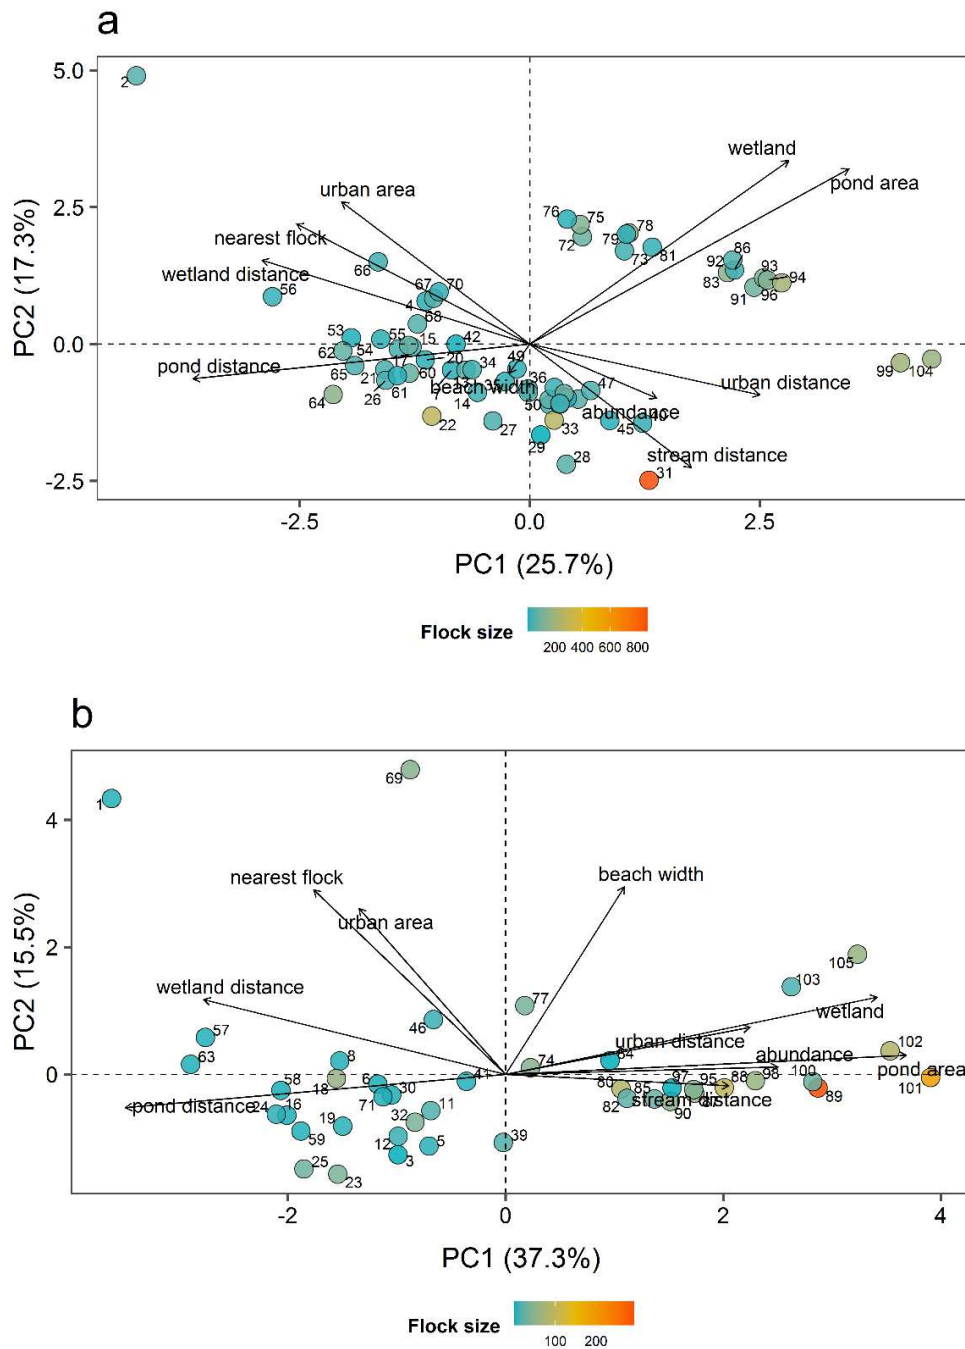 a
5.0
2
wetland
urban area
pond area
2.5
76 75 78
nearest flock
72 79
73 81 86
wetland distance
66
92 93 94
67 70
83
56
4
91 96
68
53 55 15 42
0.0
62 54
17 20 34 49
99 104
pond distance
65
21 60
36 47
urban distance
beach width
26 61 7 13 35
64
14
50 abundance
40
22 27
33 45
29
stream distance
28
31
-2.5
-2.5 0.0 2.5
PC1 (25.7%)
PC2 (17.3%)
Flock size
200 400 600 800
b
69
1
4
nearest flock
beach width
urban area
105
2
wetland distance
103
77
wetland
46
57
urban distance
102
63 8
74 64
abundance
6 41
pond area
0
58 18 30
80 85 97 95 88 98 100
101
pond distance
24 16 71 11
82 stream distance
87 89
19 32
90
59 12 5 39
3
25 23
-2 0 2 4
PC1 (37.3%)
PC2 (15.5%)
Flock size
100 200